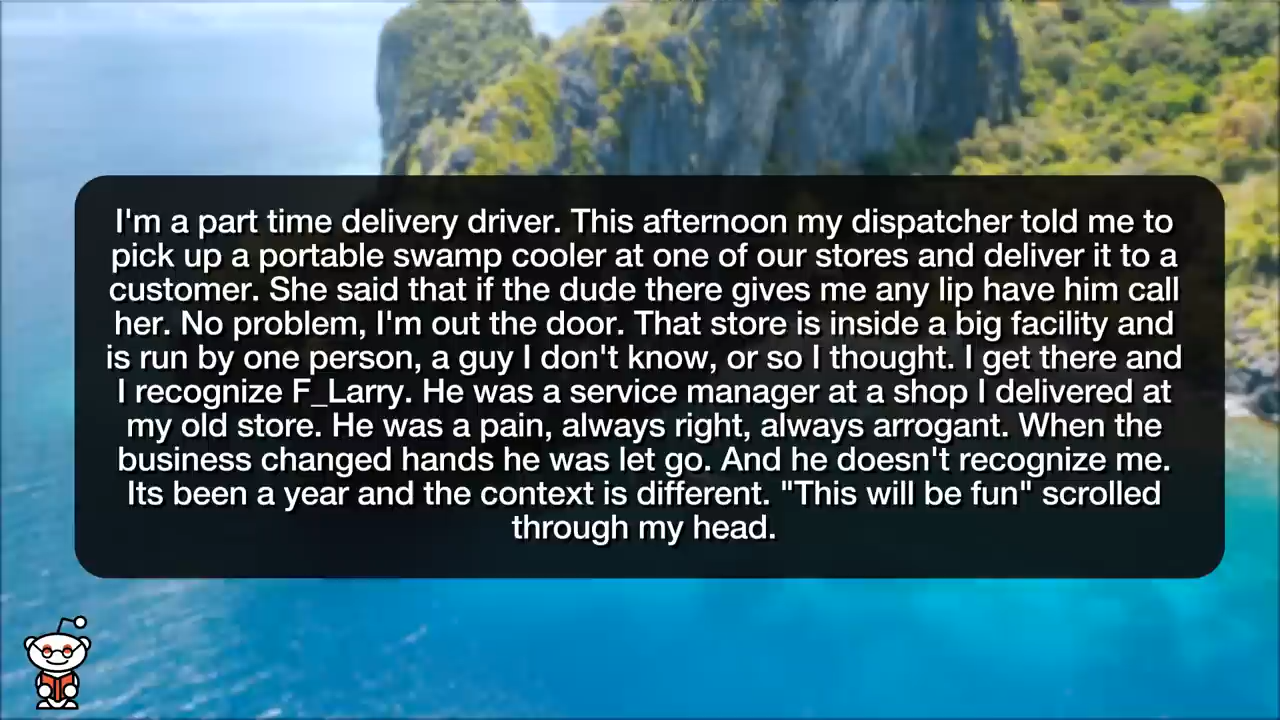 I'm a part time delivery driver. This afternoon my dispatcher told me to
pick up a portable swamp cooler at one of our stores and deliver it to a
customer. She said that if the dude there gives me any lip have him call
her. No problem, I'm out the door. That store is inside a big facility and
is run by one person, a guy I don't know, or so I thought. I get there and
I recognize F_Larry. He was a service manager at a shop I delivered at
my old store. He was a pain, always right, always arrogant. When the
business changed hands he was let go. And he doesn't recognize me.
Its been a year and the context is different. "This will be fun" scrolled
through my head.